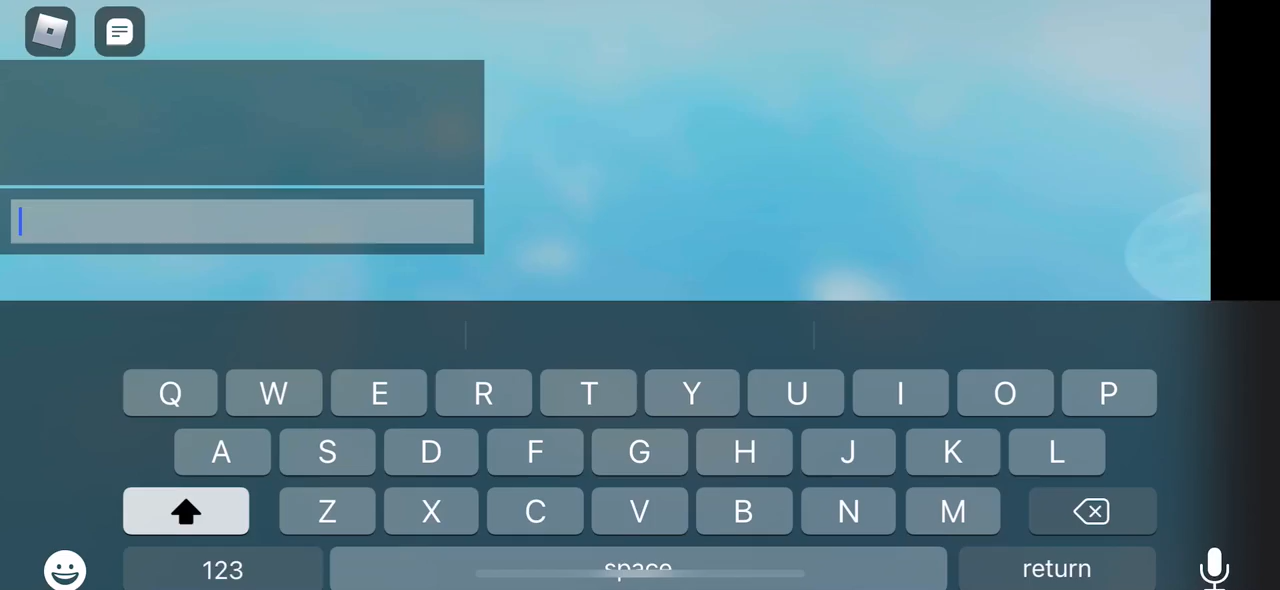 Q W E R T Y U I O P
A S D F G H J K L
Z X C V B N M
123 space return